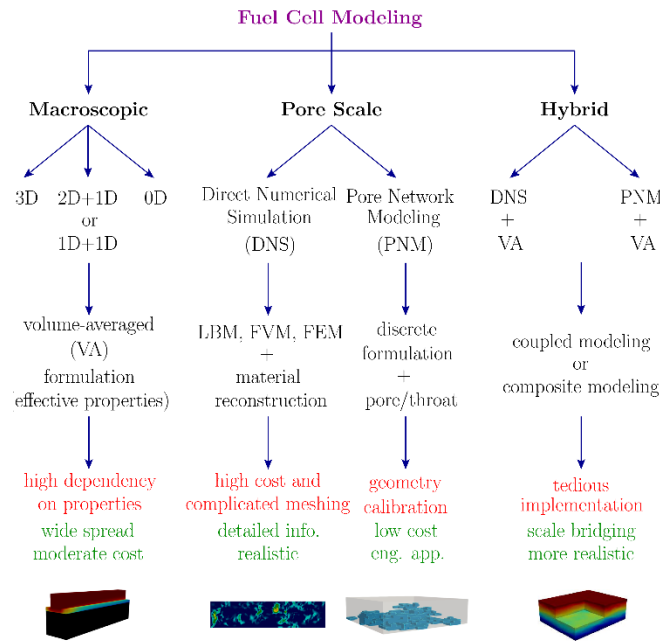 Fuel Cell Modeling
Macroscopic
Pore Scale
Hybrid
3D
2D+1D
or
1D+1D
0D
Direct Numerical
Simulation
(DNS)
Pore Network
Modeling
(PNM)
DNS
+
VA
PNM
+
VA
volume-averaged
(VA)
formulation
(effective properties)
LBM, FVM, FEM
+
material
reconstruction
discrete
formulation
+
pore/throat
coupled modeling
or
composite modeling
high dependency
on properties
wide spread
moderate cost
high cost and
complicated meshing
detailed info.
realistic
geometry
calibration
low cost
eng. app.
tedious
implementation
scale bridging
more realistic